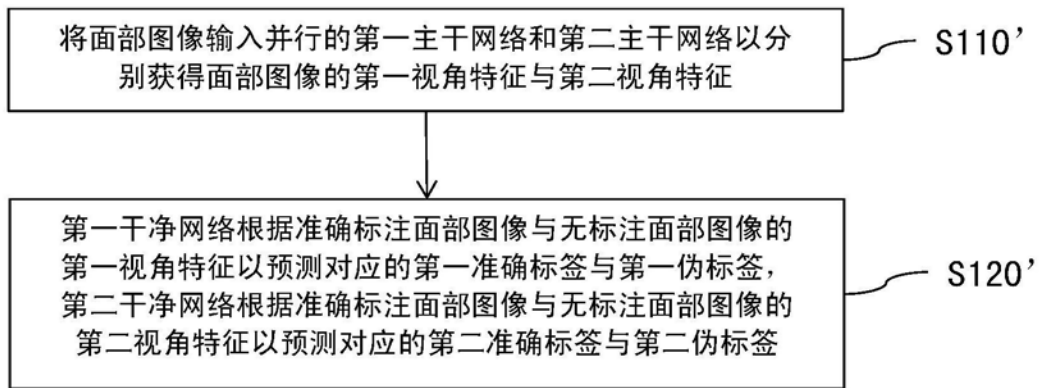 将面部图像输入并行的第一主干网络和第二主干网络以分
别获得面部图像的第一视角特征与第二视角特征
S110’
第一干净网络根据准确标注面部图像与无标注面部图像的
第一视角特征以预测对应的第一准确标签与第一伪标签，
第二干净网络根据准确标注面部图像与无标注面部图像的
第二视角特征以预测对应的第二准确标签与第二伪标签
S120’